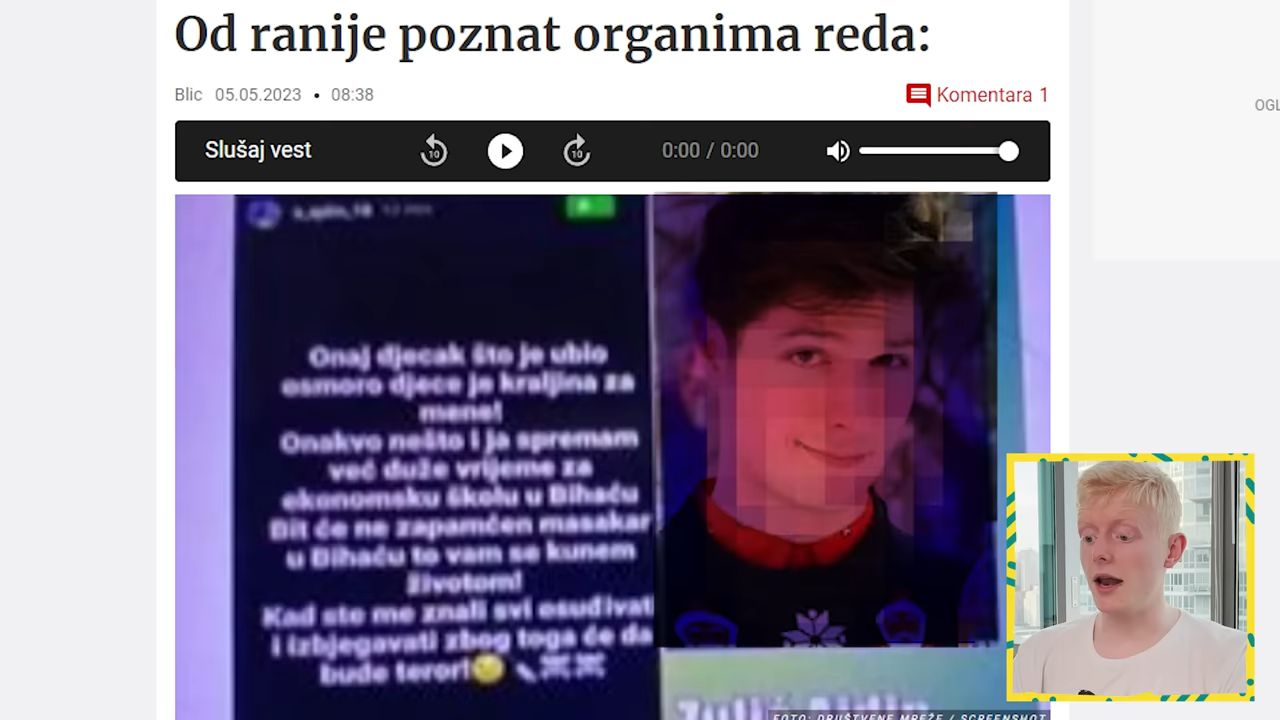 Od ranije poznat organima reda:
Blic 05.05.2023 • 08:38
Komentara 1
OGL
Slušaj vest
10
10
0:00 / 0:00
Onaj djecak što je ubio
osmoro djece je kraljina za
mene!
Onakvo nešto i ja spremam
već duže vrijeme za
ekonomsku školu u Bihaću
Bit će ne zapamćen masakar
u Bihaću to vam se kunem
životom!
Kad ste me znali svi osuđivati
i izbjegavati zbog toga će da
bude teror!
FOTO: DRUŠTVENE MREŽE / SCREENSHOT